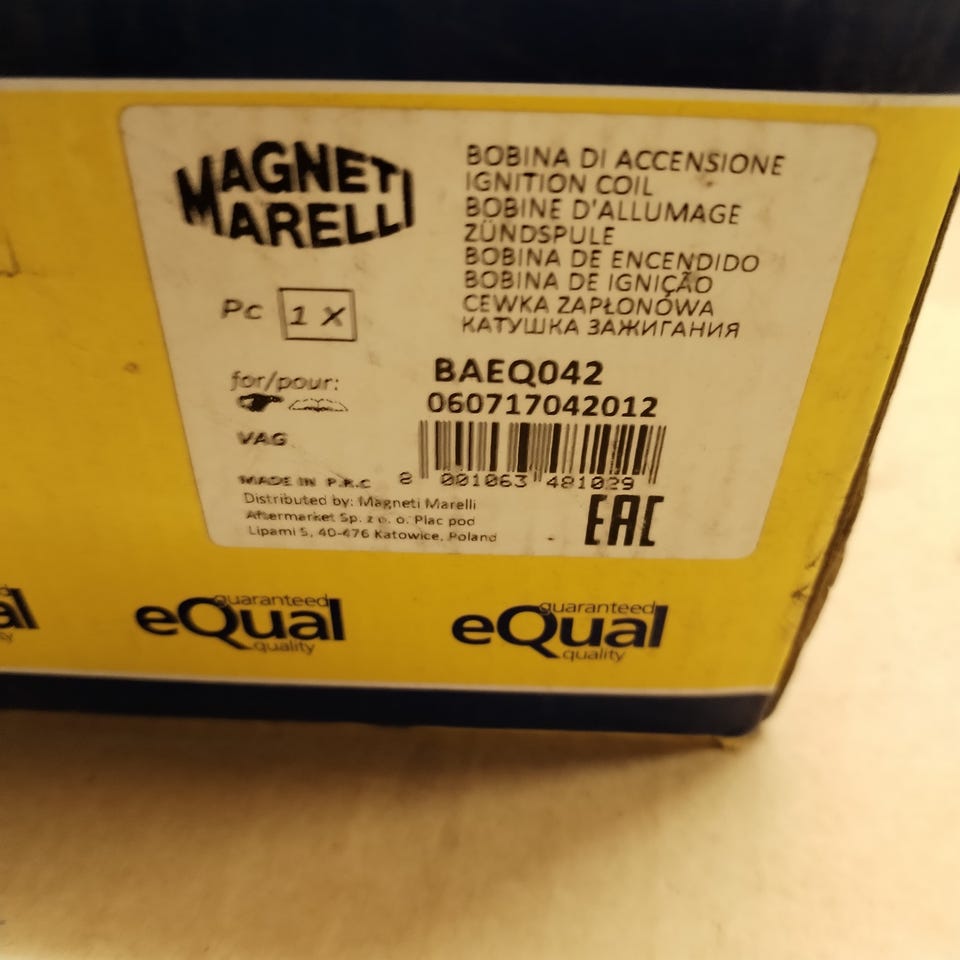 MAGNETI
MARELLI
BOBINA DI ACCENSIONE
IGNITION COIL
BOBINE D'ALLUMAGE
ZÜNDSPULE
BOBINA DE ENCENDIDO
BOBINA DE IGNIÇÃO
CEWKA ZAPŁONOWA
КАТУШКА ЗАЖИГАНИЯ
Pc 1 X
for/pour:
VAG
BAEQ042
060717042012
8 001063 481029
MADE IN P.R.C
Distributed by: Magneti Marelli
Aftermarket Sp. z o. o. Plac pod
Lipami 5, 40-476 Katowice, Poland
EAC
guaranteed
eQual
quality
guaranteed
eQual
quality